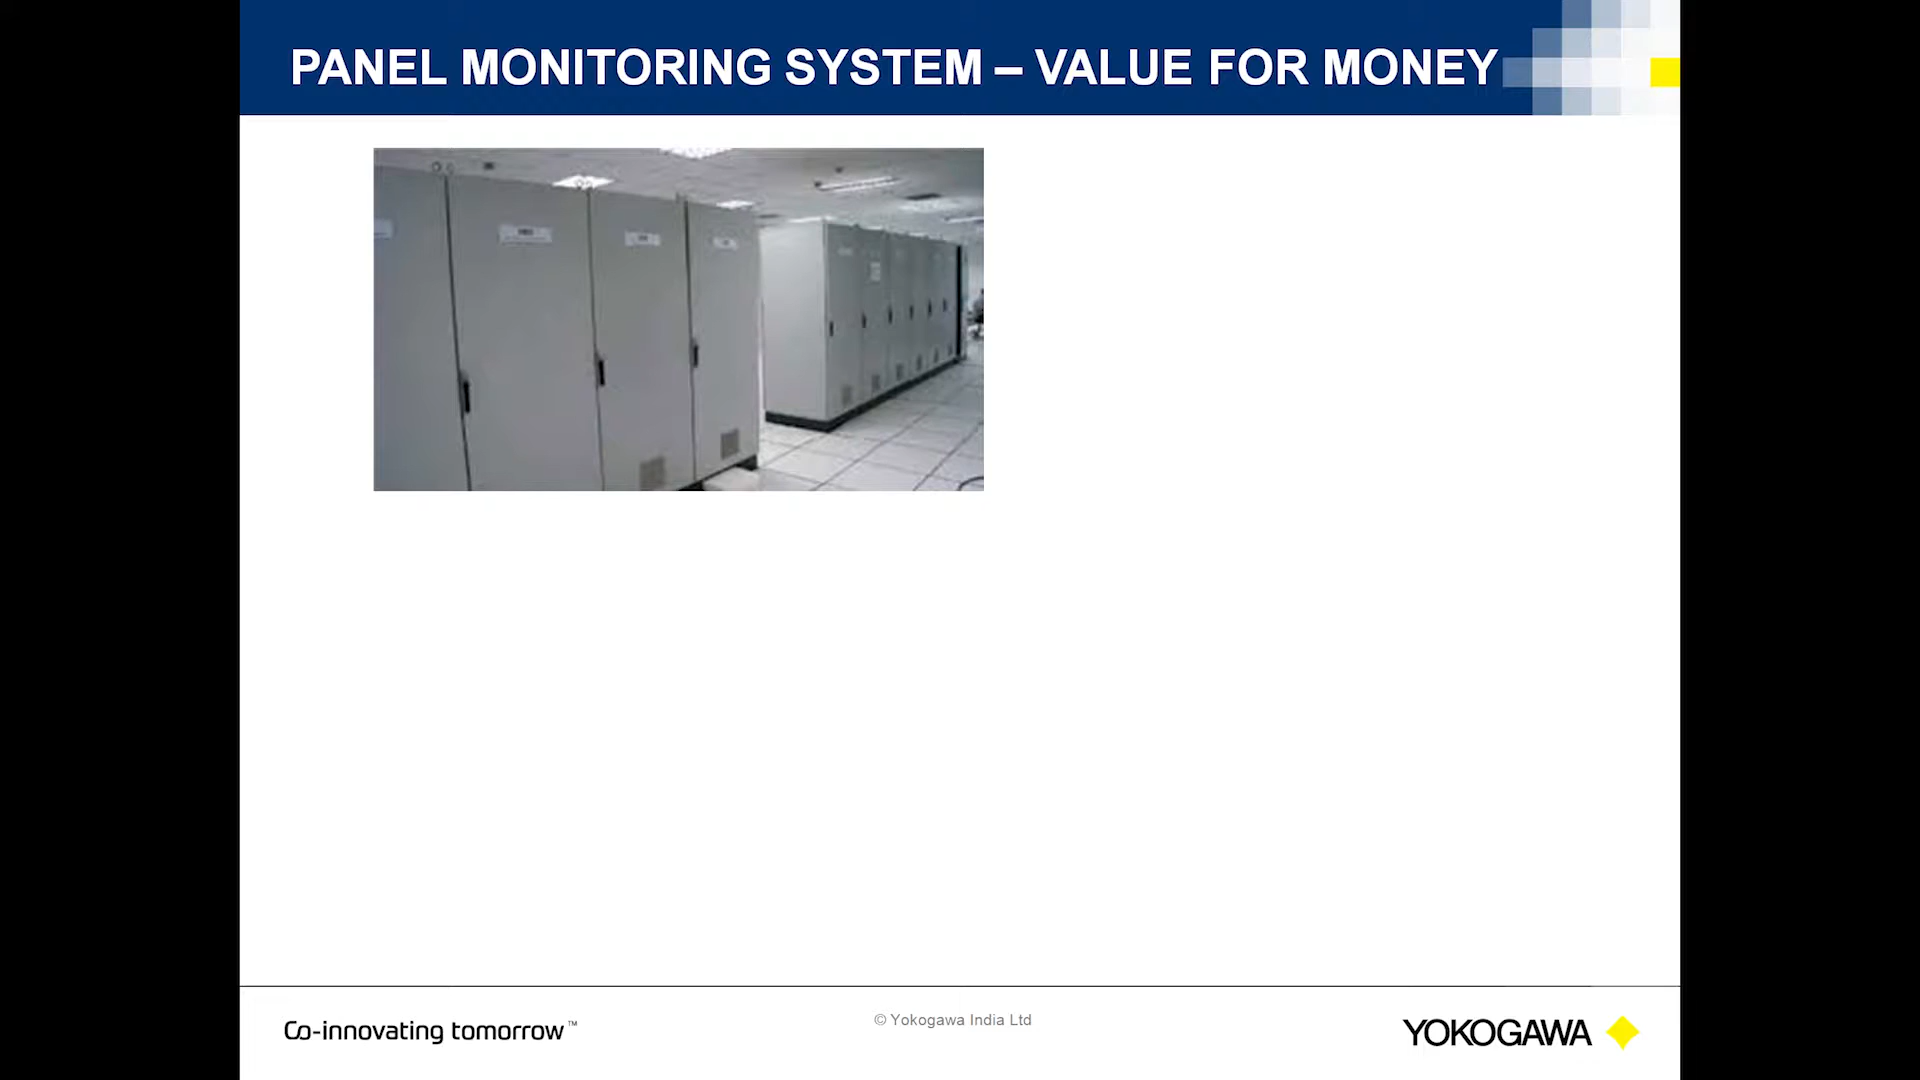 PANEL MONITORING SYSTEM – VALUE FOR MONEY
Co-innovating tomorrow™
© Yokogawa India Ltd
YOKOGAWA